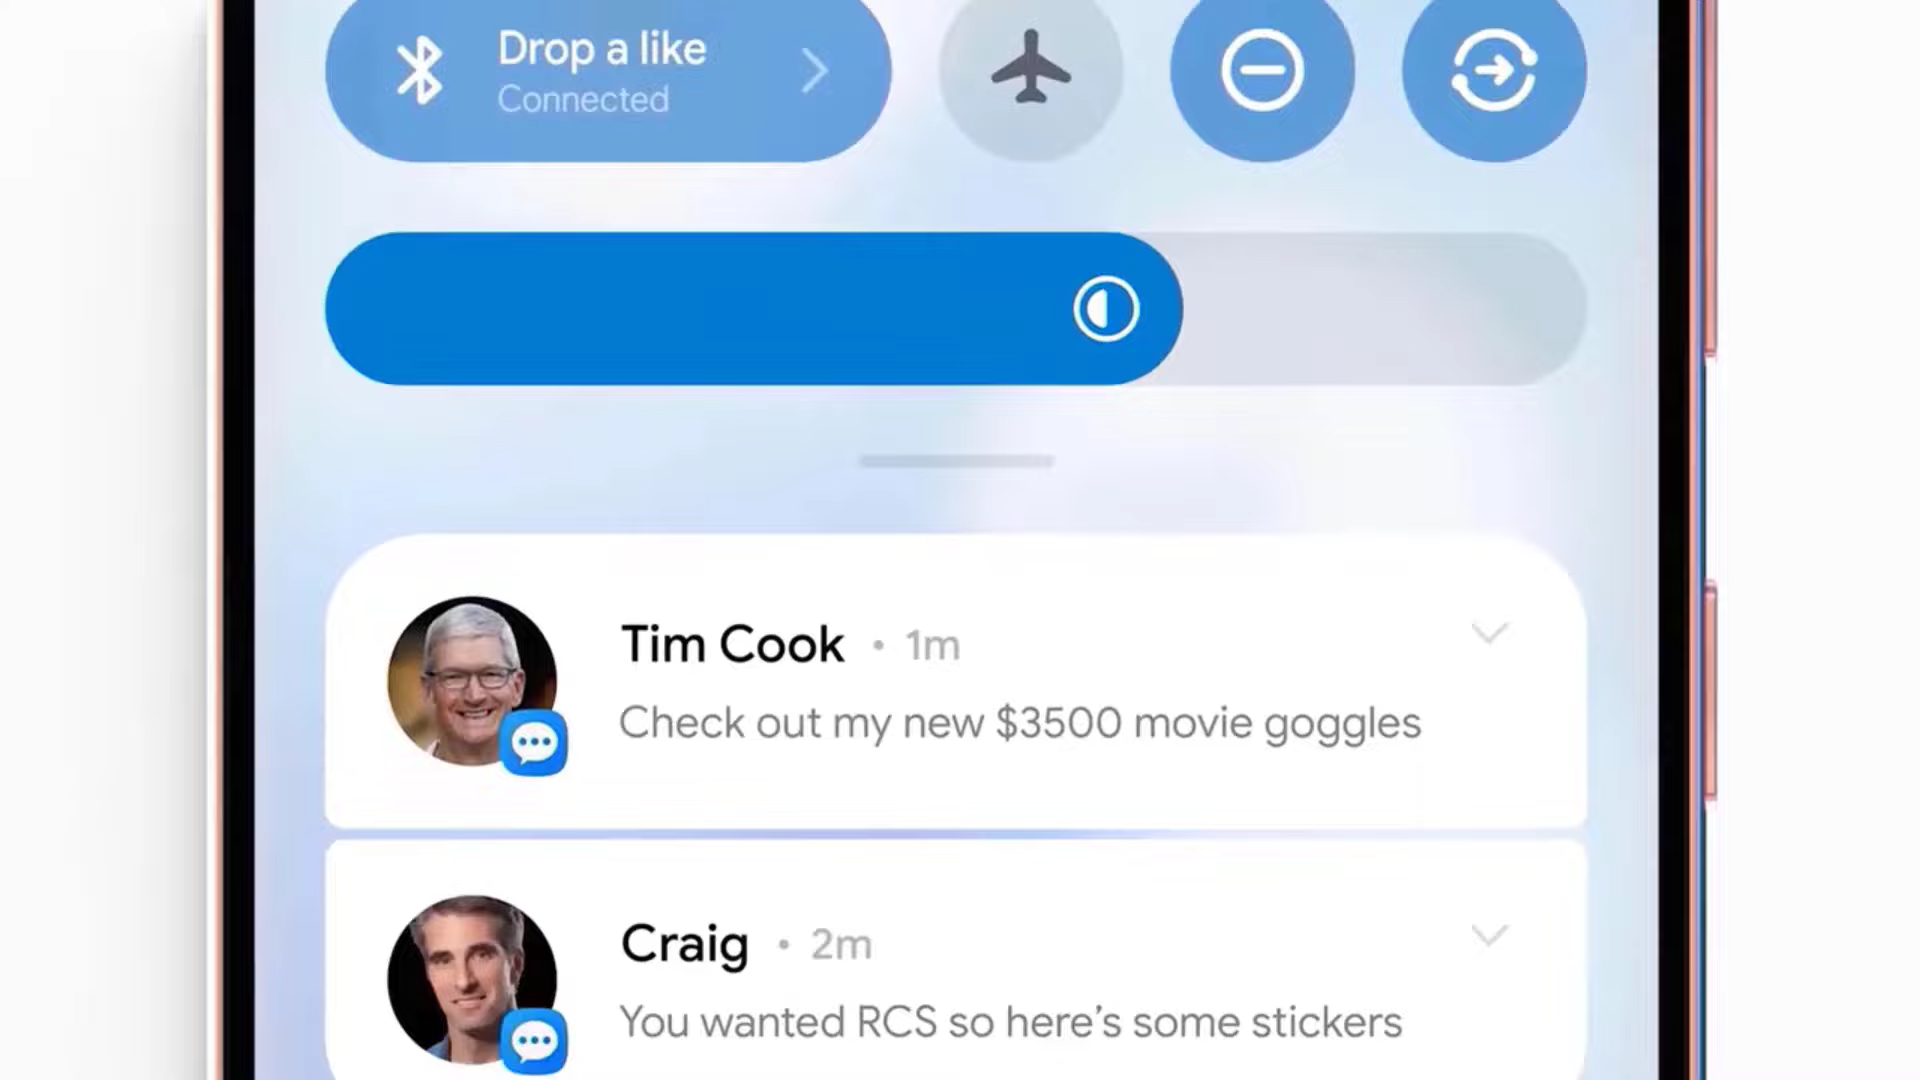 Drop a like
Connected
Tim Cook • 1m
Check out my new $3500 movie goggles
Craig • 2m
You wanted RCS so here’s some stickers